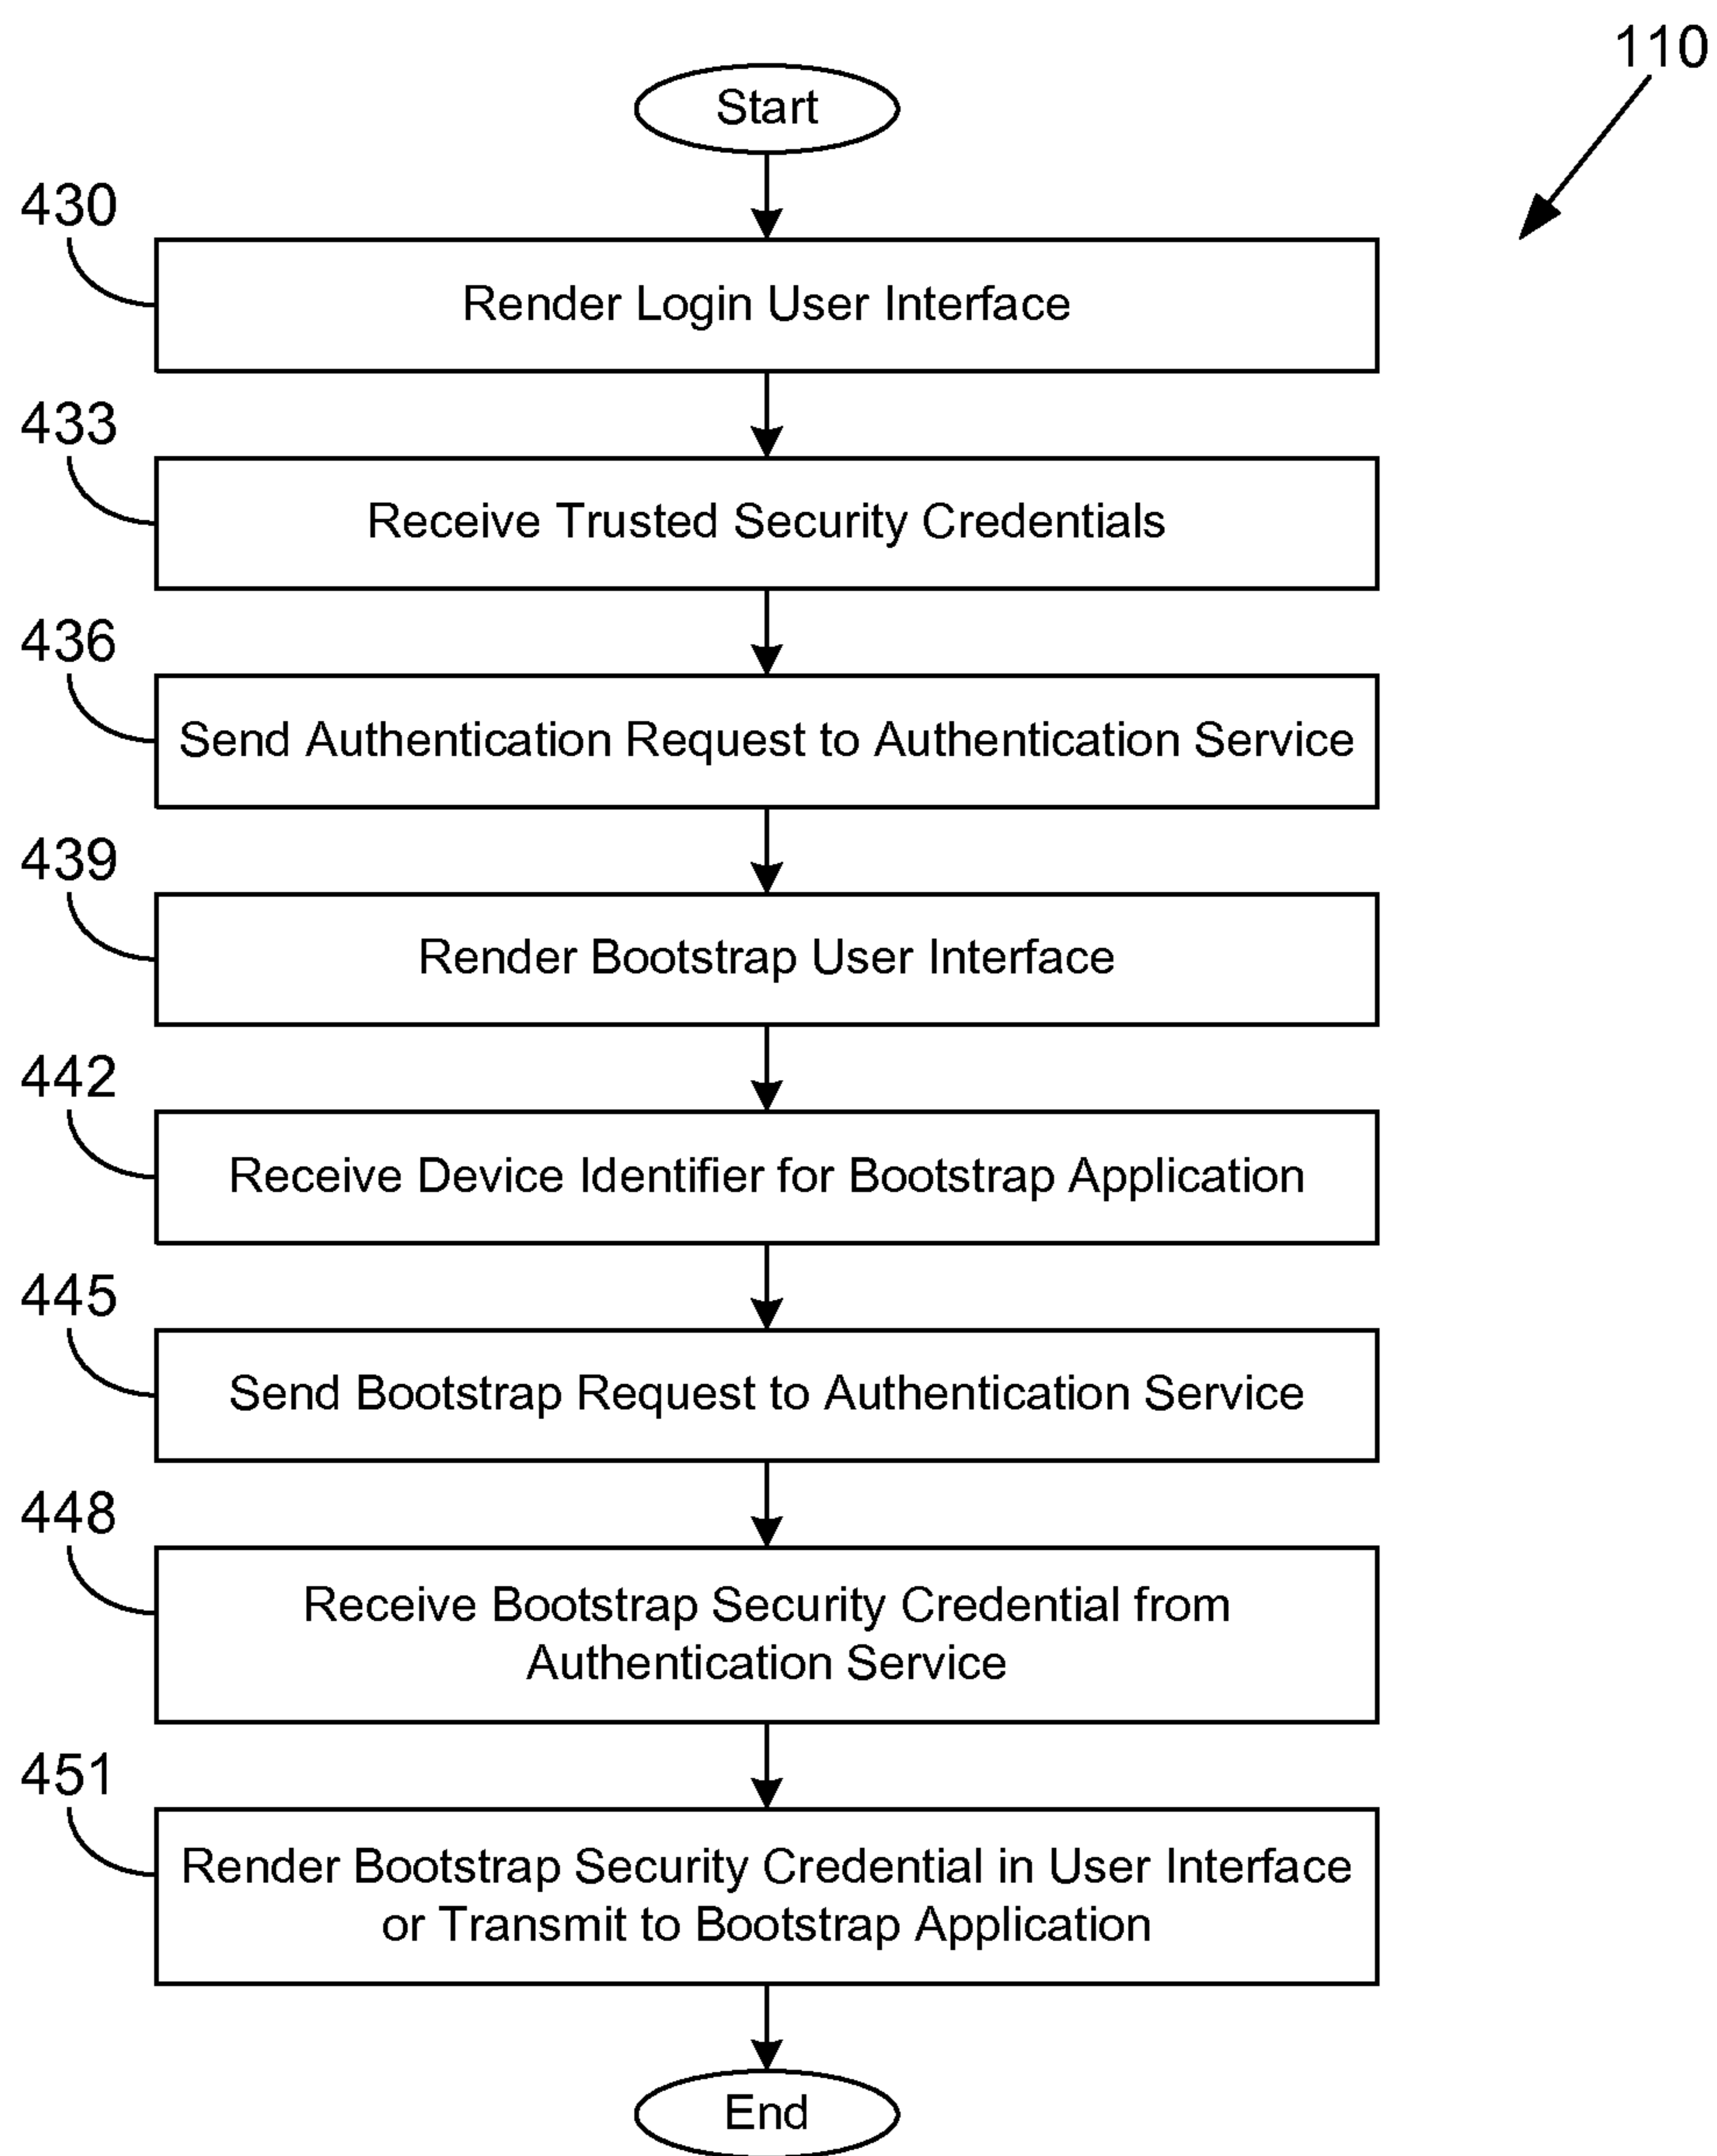 110
Start
430
Render Login User Interface
433
Receive Trusted Security Credentials
436
Send Authentication Request to Authentication Service
439
Render Bootstrap User Interface
442
Receive Device Identifier for Bootstrap Application
445
Send Bootstrap Request to Authentication Service
448
Receive Bootstrap Security Credential from
Authentication Service
451
Render Bootstrap Security Credential in User Interface
or Transmit to Bootstrap Application
End